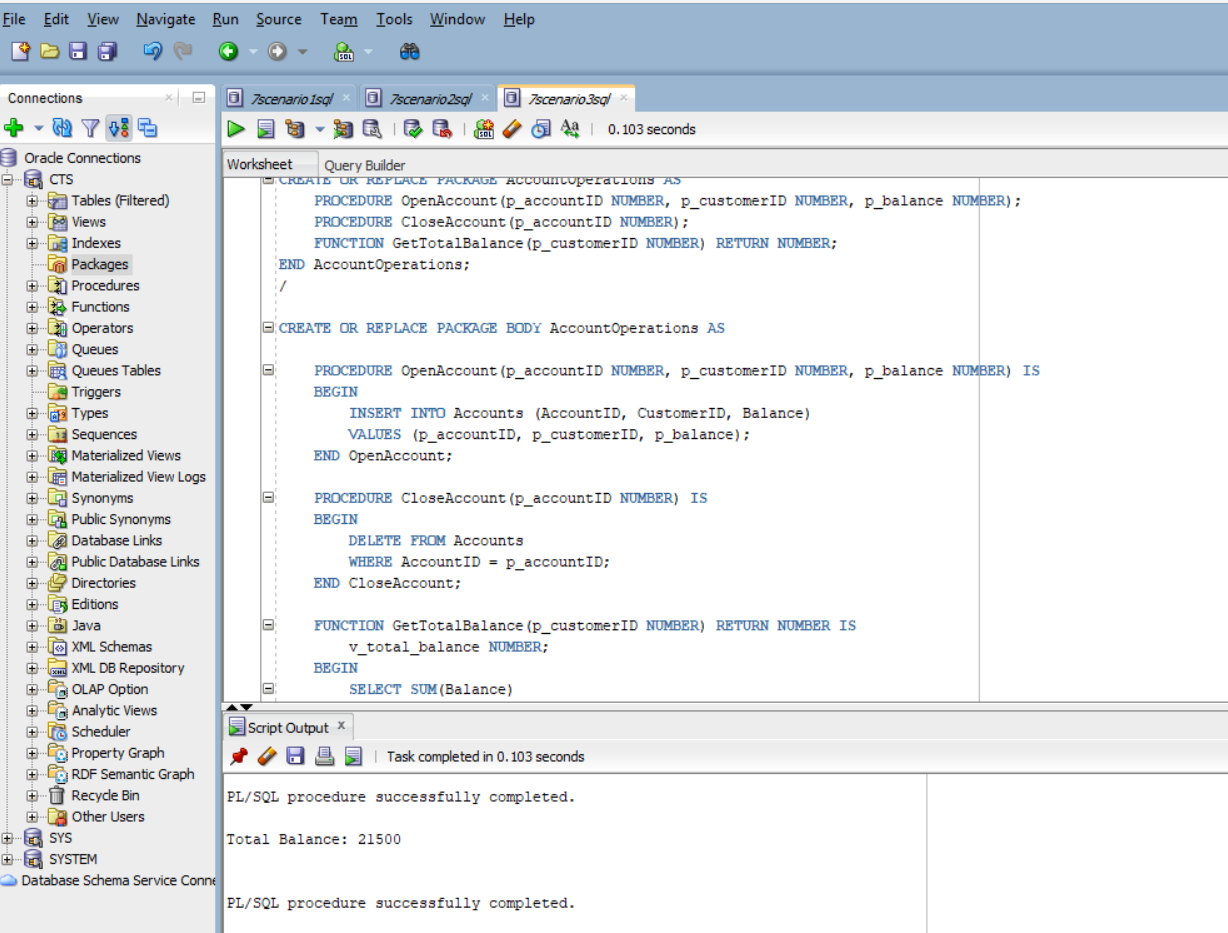 File Edit View Navigate Run Source Team Tools Window Help
Connections
7scenario1sql
7scenario2sql
7scenario3sql
0.103 seconds
Worksheet Query Builder
Oracle Connections
CTS
Tables (Filtered)
Views
Indexes
Packages
Procedures
Functions
Operators
Queues
Queues Tables
Triggers
Types
Sequences
Materialized Views
Materialized View Logs
Synonyms
Public Synonyms
Database Links
Public Database Links
Directories
Editions
Java
XML Schemas
XML DB Repository
OLAP Option
Analytic Views
Scheduler
Property Graph
RDF Semantic Graph
Recycle Bin
Other Users
SYS
SYSTEM
Database Schema Service Conne
CREATE OR REPLACE PACKAGE AccountOperations AS
PROCEDURE OpenAccount(p_accountID NUMBER, p_customerID NUMBER, p_balance NUMBER);
PROCEDURE CloseAccount(p_accountID NUMBER);
FUNCTION GetTotalBalance(p_customerID NUMBER) RETURN NUMBER;
END AccountOperations;
/
CREATE OR REPLACE PACKAGE BODY AccountOperations AS
PROCEDURE OpenAccount(p_accountID NUMBER, p_customerID NUMBER, p_balance NUMBER) IS
BEGIN
INSERT INTO Accounts (AccountID, CustomerID, Balance)
VALUES (p_accountID, p_customerID, p_balance);
END OpenAccount;
PROCEDURE CloseAccount(p_accountID NUMBER) IS
BEGIN
DELETE FROM Accounts
WHERE AccountID = p_accountID;
END CloseAccount;
FUNCTION GetTotalBalance(p_customerID NUMBER) RETURN NUMBER IS
v_total_balance NUMBER;
BEGIN
SELECT SUM(Balance)
Script Output
Task completed in 0.103 seconds
PL/SQL procedure successfully completed.
Total Balance: 21500
PL/SQL procedure successfully completed.